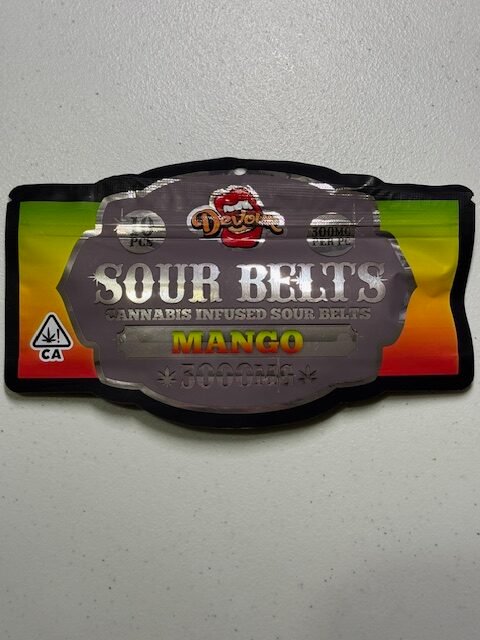 Devour
10
PCS
300MG
PER PC
SOUR BELTS
CANNABIS INFUSED SOUR BELTS
MANGO
3000MG
CA